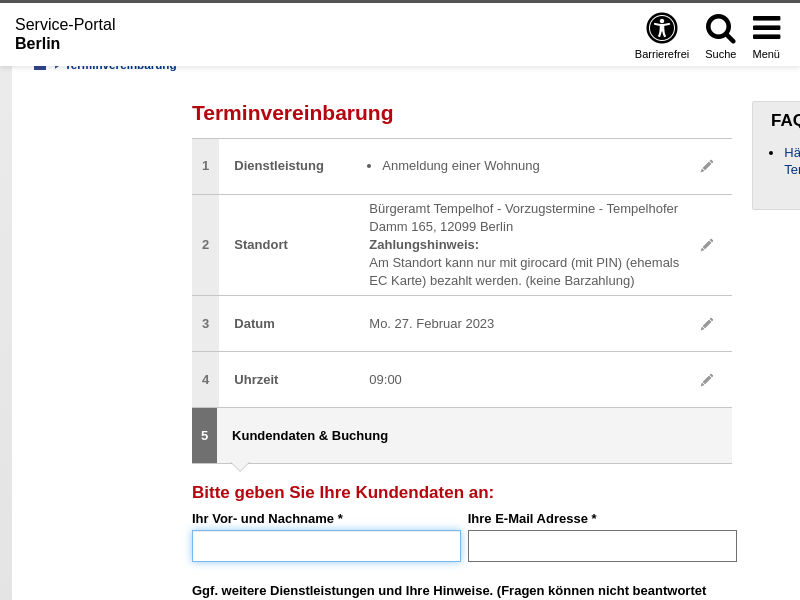 Service-Portal
Berlin
Barrierefrei
Suche
Menü
Terminvereinbarung
Terminvereinbarung
1 Dienstleistung • Anmeldung einer Wohnung
2 Standort
Bürgeramt Tempelhof - Vorzugstermine - Tempelhofer
Damm 165, 12099 Berlin
Zahlungshinweis:
Am Standort kann nur mit girocard (mit PIN) (ehemals
EC Karte) bezahlt werden. (keine Barzahlung)
3 Datum Mo. 27. Februar 2023
4 Uhrzeit 09:00
5 Kundendaten & Buchung
Bitte geben Sie Ihre Kundendaten an:
Ihr Vor- und Nachname * Ihre E-Mail Adresse *
Ggf. weitere Dienstleistungen und Ihre Hinweise. (Fragen können nicht beantwortet
FAQ
• Hä
Ter